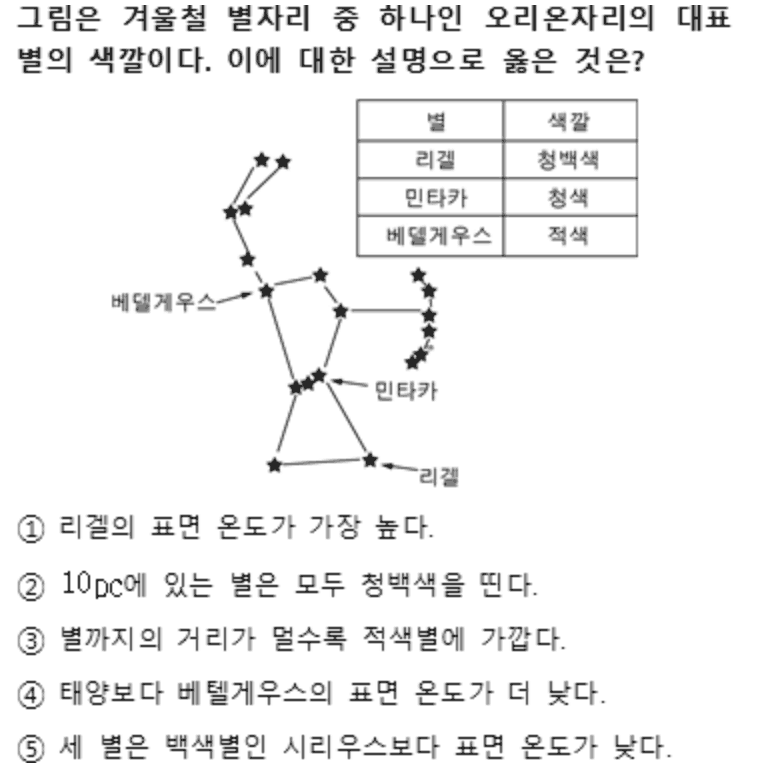 그림은 겨울철 별자리 중 하나인 오리온자리의 대표
별의 색깔이다. 이에 대한 설명으로 옳은 것은?
별 색깔
리겔 청백색
민타카 청색
베델게우스 적색
베델게우스
민타카
리겔
① 리겔의 표면 온도가 가장 높다.
② 10pc에 있는 별은 모두 청백색을 띤다.
③ 별까지의 거리가 멀수록 적색별에 가깝다.
④ 태양보다 베텔게우스의 표면 온도가 더 낮다.
⑤ 세 별은 백색별인 시리우스보다 표면 온도가 낮다.